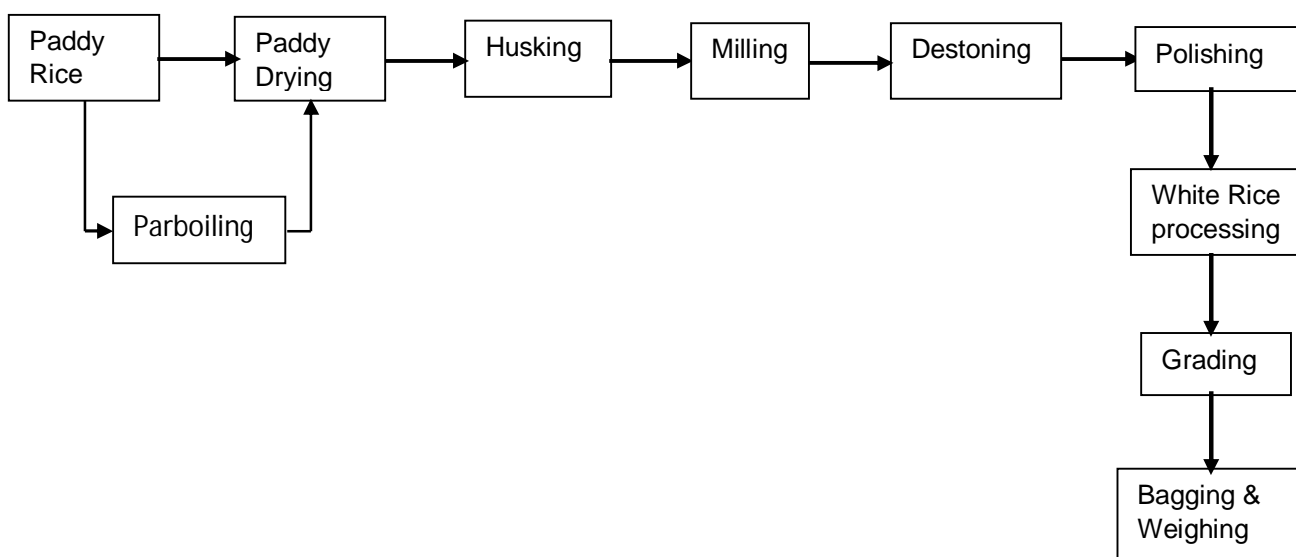 Paddy
Rice
Paddy
Drying
Husking
Milling
Destoning
Polishing
Parboiling
White Rice
processing
Grading
Bagging &
Weighing